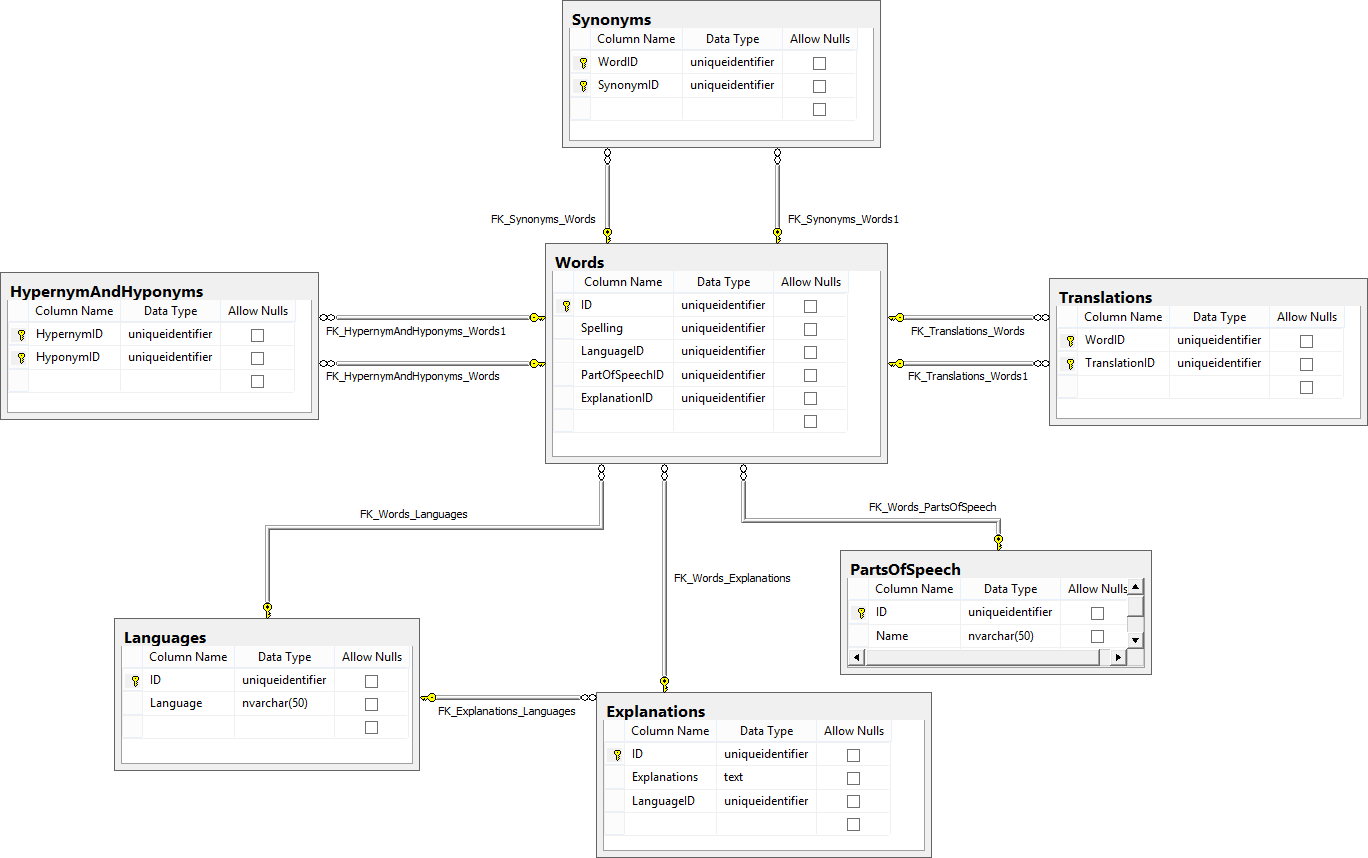 Synonyms
Column Name Data Type Allow Nulls
WordID uniqueidentifier
SynonymID uniqueidentifier
FK_Synonyms_Words
FK_Synonyms_Words1
HypernymAndHyponyms
Column Name Data Type Allow Nulls
HypernymID uniqueidentifier
HyponymID uniqueidentifier
FK_HypernymAndHyponyms_Words1
FK_HypernymAndHyponyms_Words
Words
Column Name Data Type Allow Nulls
ID uniqueidentifier
Spelling uniqueidentifier
LanguageID uniqueidentifier
PartOfSpeechID uniqueidentifier
ExplanationID uniqueidentifier
FK_Translations_Words
FK_Translations_Words1
Translations
Column Name Data Type Allow Nulls
WordID uniqueidentifier
TranslationID uniqueidentifier
FK_Words_Languages
FK_Words_Explanations
FK_Words_PartsOfSpeech
PartsOfSpeech
Column Name Data Type Allow Nulls
ID uniqueidentifier
Name nvarchar(50)
Languages
Column Name Data Type Allow Nulls
ID uniqueidentifier
Language nvarchar(50)
FK_Explanations_Languages
Explanations
Column Name Data Type Allow Nulls
ID uniqueidentifier
Explanations text
LanguageID uniqueidentifier